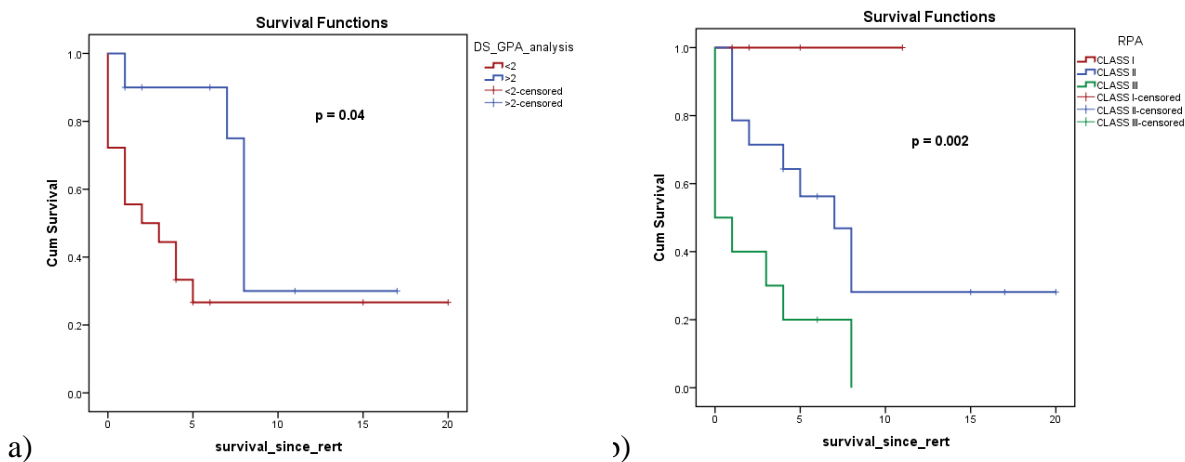 Survival Functions
DS_GPA_analysis
<2
>2
<2-censored
>2-censored
p = 0.04
1.0
0.8
0.6
0.4
0.2
0.0
Cum Survival
0 5 10 15 20
survival_since_rert
a)
Survival Functions
RPA
CLASS I
CLASS II
CLASS III
CLASS I-censored
CLASS II-censored
CLASS III-censored
p = 0.002
1.0
0.8
0.6
0.4
0.2
0.0
Cum Survival
0 5 10 15 20
survival_since_rert
)